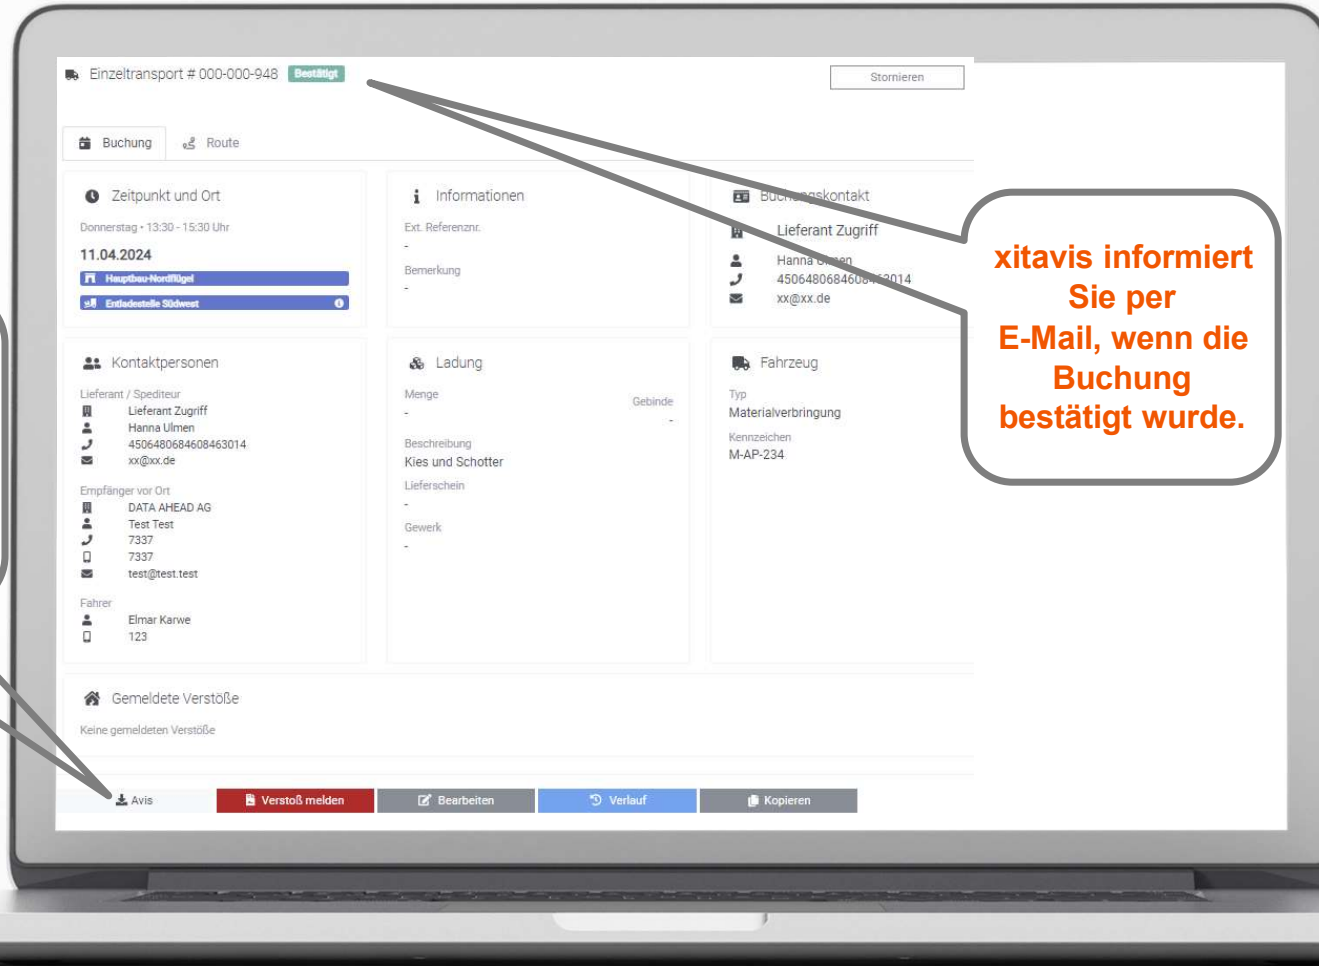 Einzeltransport # 000-000-948 Bestätigt
Stornieren
Buchung
Route
Zeitpunkt und Ort
Donnerstag • 13:30 - 15:30 Uhr
11.04.2024
Hauptbau-Nordflügel
Entladestelle Südwest
Informationen
Ext. Referenznr.
-
Bemerkung
-
Buchungskontakt
Lieferant Zugriff
Hanna Ulmen
4506480684608463014
xx@xx.de
xitavis informiert
Sie per
E-Mail, wenn die
Buchung
bestätigt wurde.
Kontaktpersonen
Lieferant / Spediteur
Lieferant Zugriff
Hanna Ulmen
4506480684608463014
xx@xx.de
Empfänger vor Ort
DATA AHEAD AG
Test Test
7337
7337
test@test.test
Fahrer
Elmar Karwe
123
Ladung
Menge
-
Gebinde
-
Beschreibung
Kies und Schotter
Lieferschein
-
Gewerk
-
Fahrzeug
Typ
Materialverbringung
Kennzeichen
M-AP-234
Gemeldete Verstöße
Keine gemeldeten Verstöße
Avis
Verstoß melden
Bearbeiten
Verlauf
Kopieren